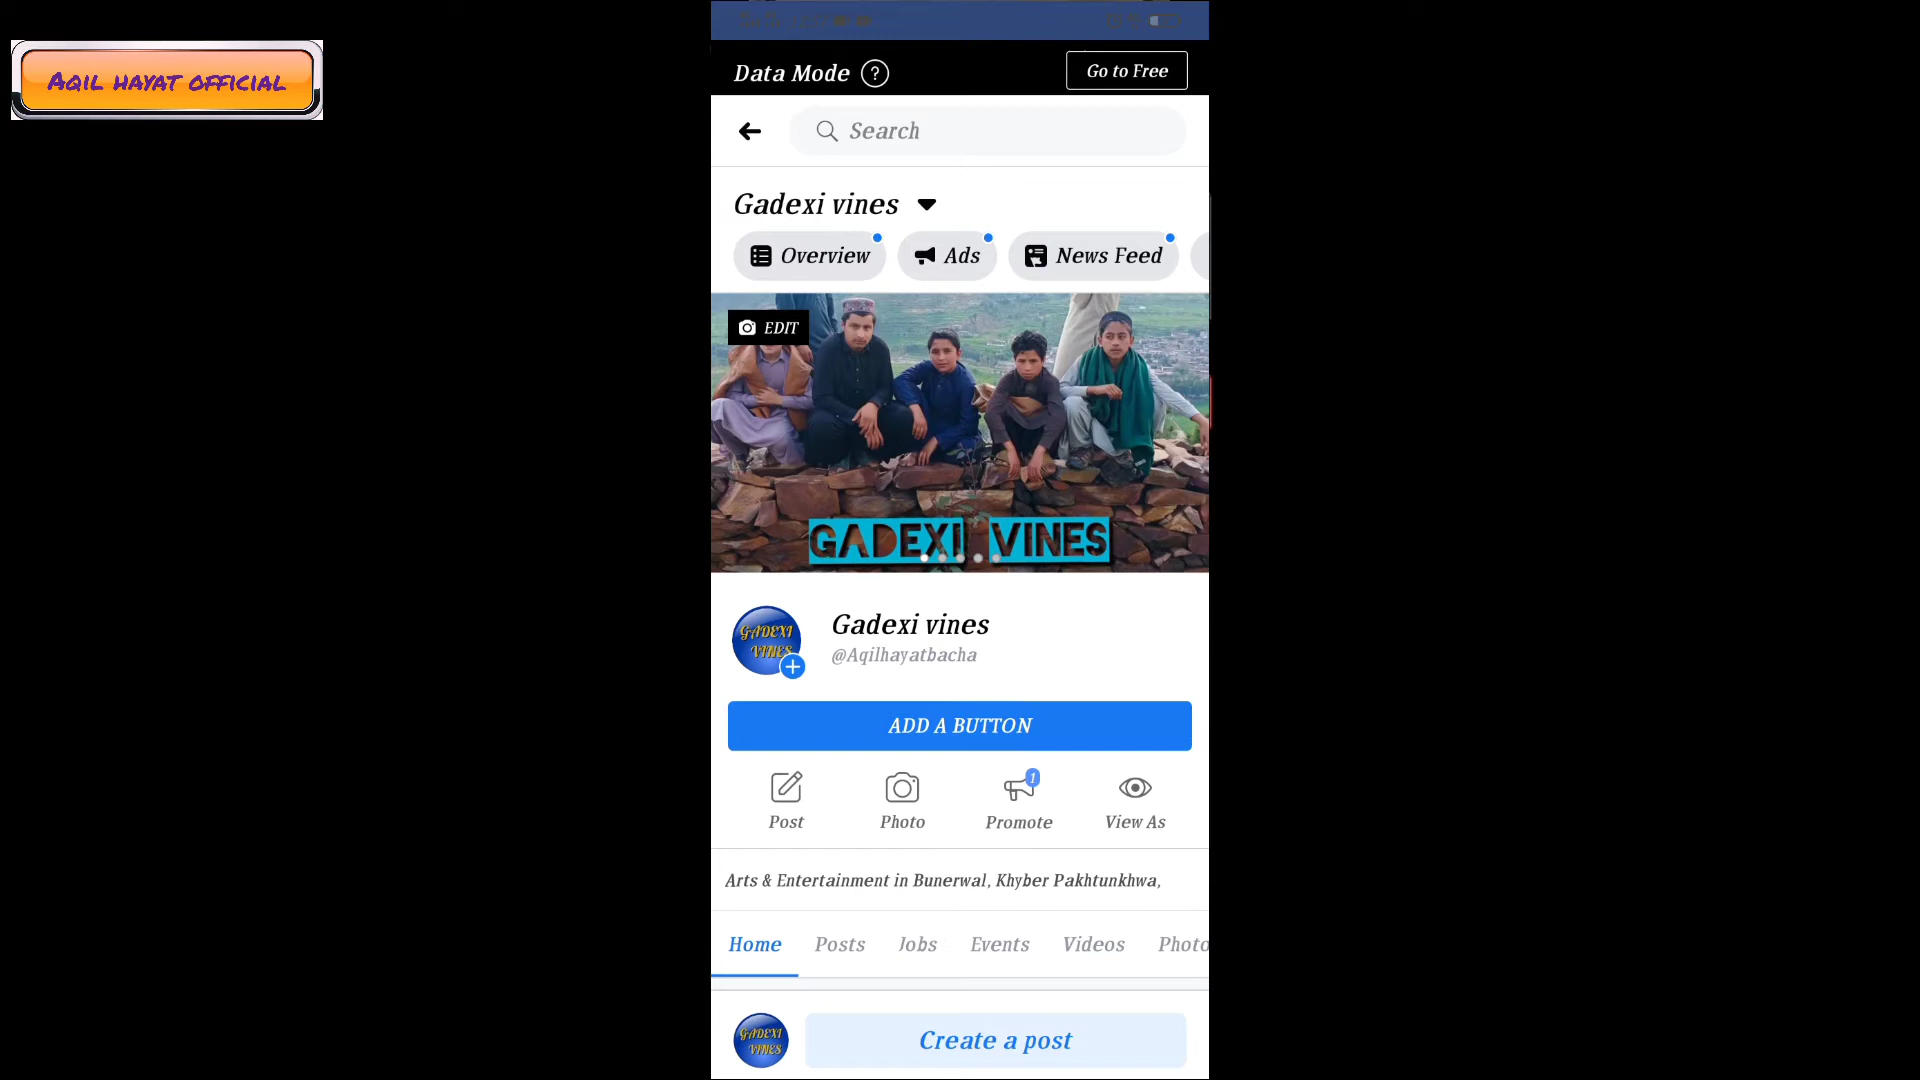 AQIL HAYAT OFFICIAL
Data Mode ?
Go to Free
Search
Gadexi vines
Overview
Ads
News Feed
EDIT
GADEXI VINES
GADEXI
VINES
Gadexi vines
@Aqilhayatbacha
ADD A BUTTON
1
Post
Photo
Promote
View As
Arts & Entertainment in Bunerwal, Khyber Pakhtunkhwa,
Home
Posts
Jobs
Events
Videos
Photo
GADEXI
VINES
Create a post